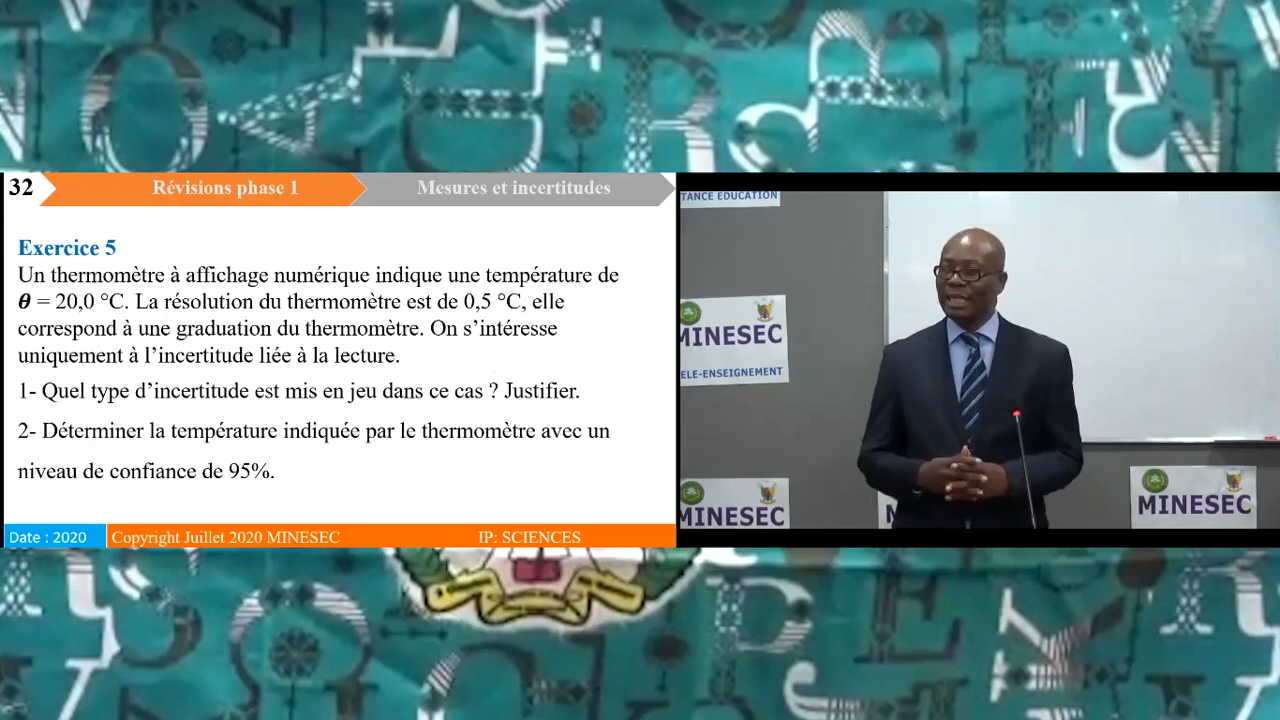 32
Révisions phase 1
Mesures et incertitudes
Exercice 5
Un thermomètre à affichage numérique indique une température de
𝜽 = 20,0 °C. La résolution du thermomètre est de 0,5 °C, elle
correspond à une graduation du thermomètre. On s’intéresse
uniquement à l’incertitude liée à la lecture.
1- Quel type d’incertitude est mis en jeu dans ce cas ? Justifier.
2- Déterminer la température indiquée par le thermomètre avec un
niveau de confiance de 95%.
Date : 2020
Copyright Juillet 2020 MINESEC
IP: SCIENCES
TANCE EDUCATION
MINESEC
ELE-ENSEIGNEMENT
MINESEC
MINESEC